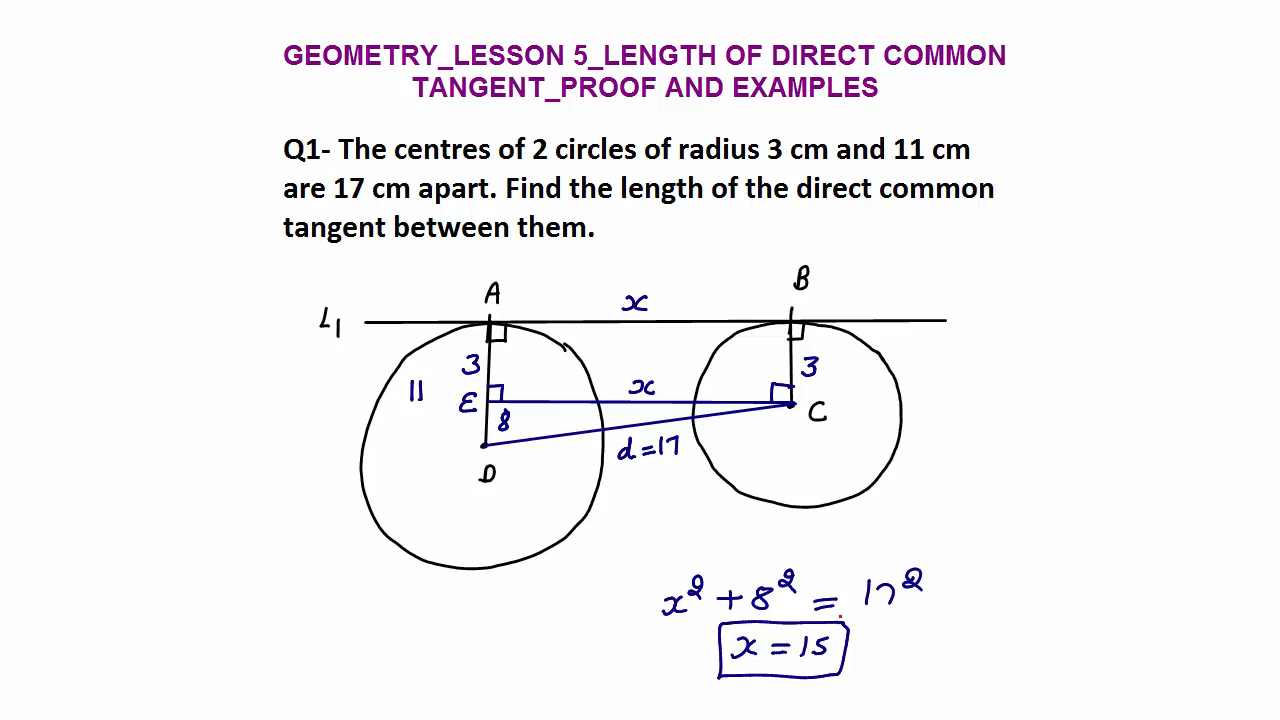 GEOMETRY_LESSON 5_LENGTH OF DIRECT COMMON
TANGENT_PROOF AND EXAMPLES
Q1- The centres of 2 circles of radius 3 cm and 11 cm
are 17 cm apart. Find the length of the direct common
tangent between them.
A
B
L₁
x
3
3
11
x
E
C
8
d=17
D
x² + 8² = 17²
x = 15